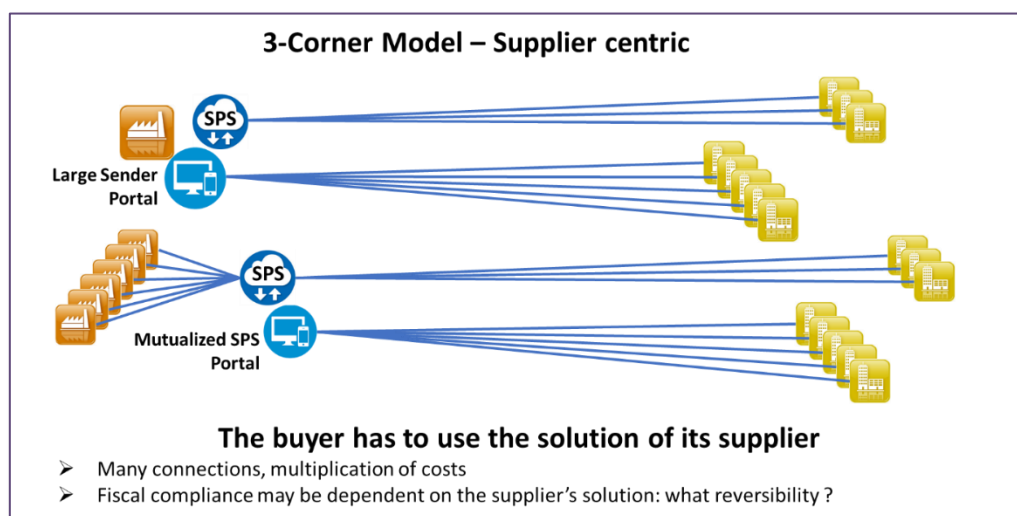 3-Corner Model – Supplier centric
SPS
Large Sender
Portal
SPS
Mutualized SPS
Portal
The buyer has to use the solution of its supplier
➢ Many connections, multiplication of costs
➢ Fiscal compliance may be dependent on the supplier's solution: what reversibility ?